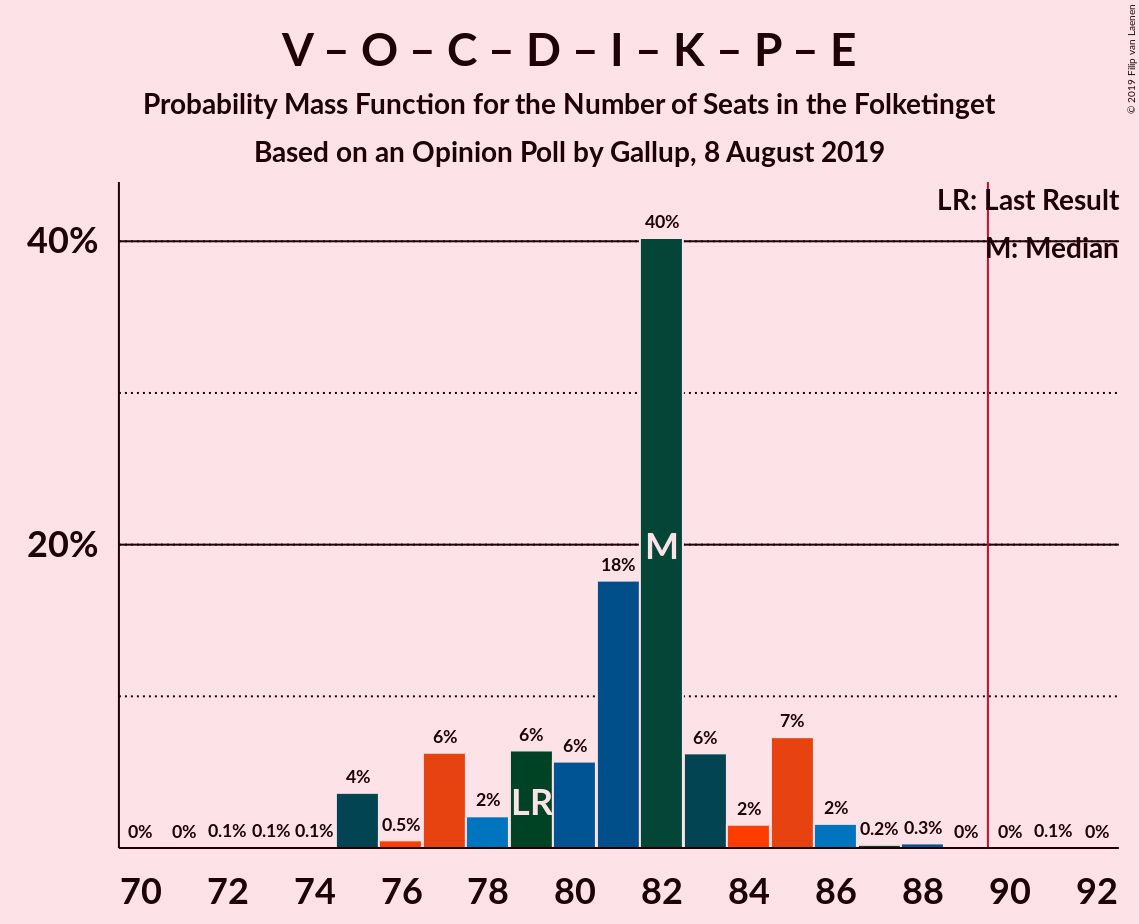 V – O – C – D – I – K – P – E
Probability Mass Function for the Number of Seats in the Folketinget
Based on an Opinion Poll by Gallup, 8 August 2019
© 2019 Filip van Laenen
LR: Last Result
M: Median
40%
20%
0%
0%
0.1%
0.1%
0.1%
4%
0.5%
6%
2%
6%
6%
18%
40%
6%
2%
7%
2%
0.2%
0.3%
0%
0%
0.1%
0%
LR
M
70 72 74 76 78 80 82 84 86 88 90 92